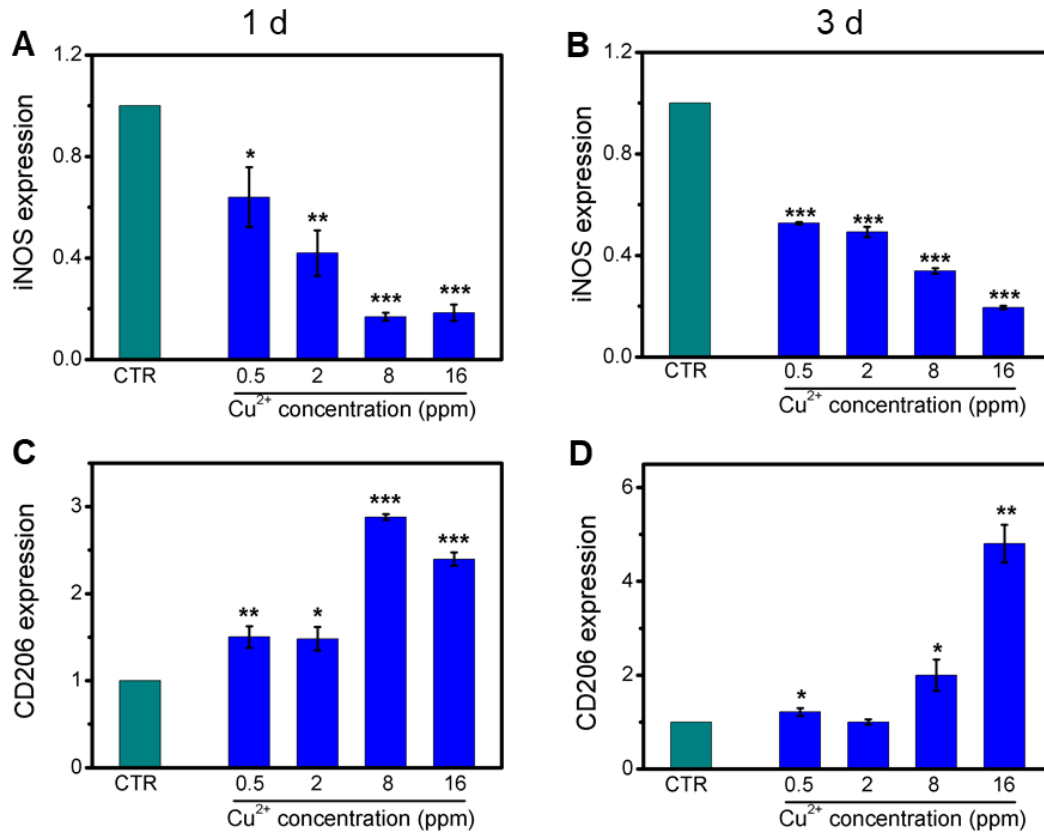 1 d
3 d
A
1.2
0.8
0.4
0.0
iNOS expression
*
**
***
***
CTR
0.5 2 8 16
Cu²⁺ concentration (ppm)
B
1.2
0.8
0.4
0.0
iNOS expression
***
***
***
***
CTR
0.5 2 8 16
Cu²⁺ concentration (ppm)
C
3
2
1
0
CD206 expression
**
*
***
***
CTR
0.5 2 8 16
Cu²⁺ concentration (ppm)
D
6
4
2
0
CD206 expression
*
*
**
CTR
0.5 2 8 16
Cu²⁺ concentration (ppm)